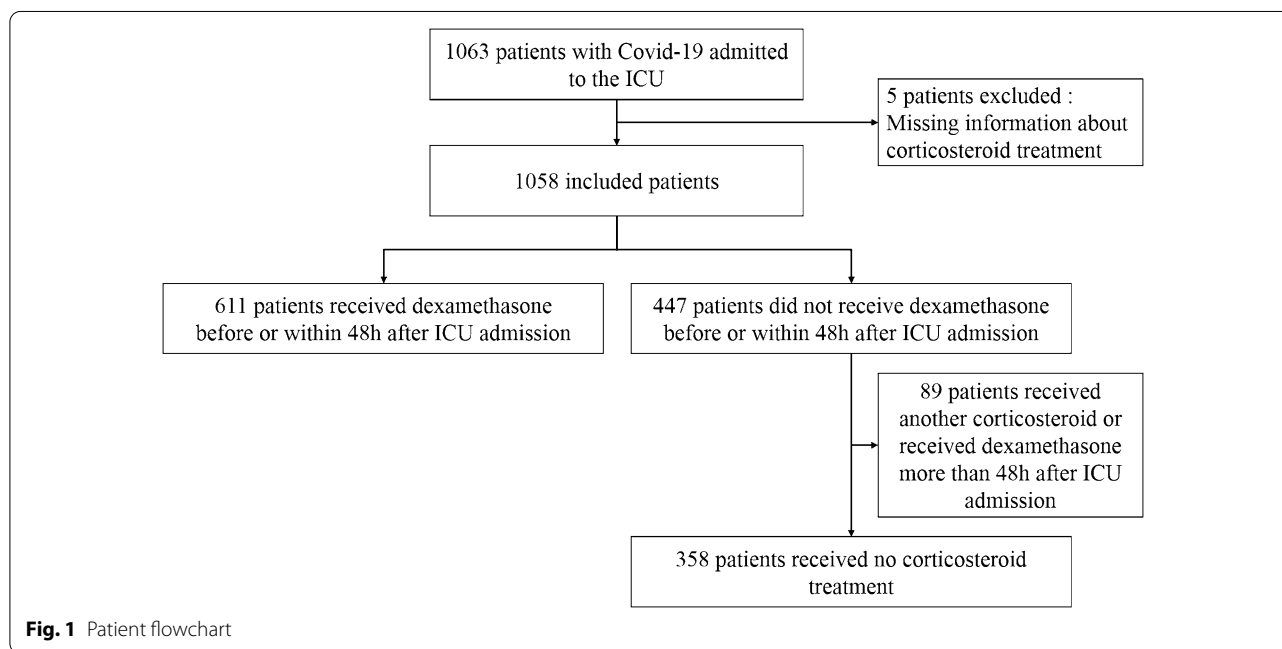 1063 patients with Covid-19 admitted
to the ICU
5 patients excluded :
Missing information about
corticosteroid treatment
1058 included patients
611 patients received dexamethasone
before or within 48h after ICU admission
447 patients did not receive dexamethasone
before or within 48h after ICU admission
89 patients received
another corticosteroid or
received dexamethasone
more than 48h after ICU
admission
358 patients received no corticosteroid
treatment
Fig. 1 Patient flowchart